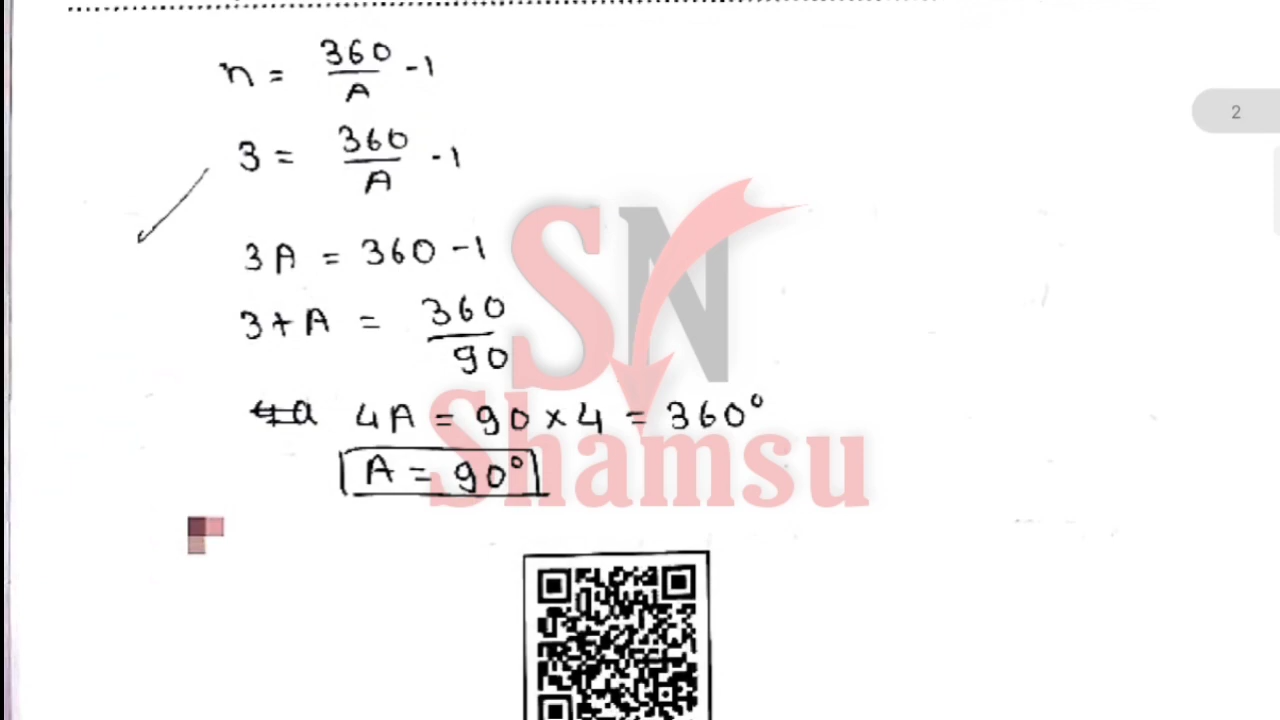 n = 360/A -1
3 = 360/A -1
3A = 360 -1
3+A = 360/90
4a 4A = 90 × 4 = 360°
A = 90°
SN
Shamsu
2